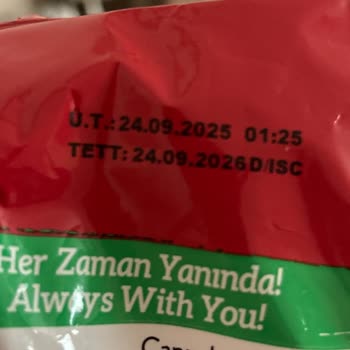 Ü.T.:24.09.2025 01:25
TETT:24.09.2026D/ISC
Her Zaman Yanında!
Always With You!